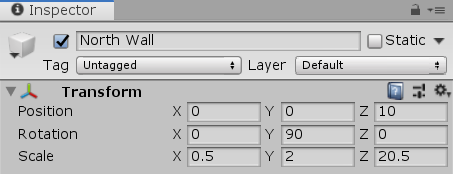 Inspector
North Wall Static
Tag Untagged Layer Default
Transform
Position X 0 Y 0 Z 10
Rotation X 0 Y 90 Z 0
Scale X 0.5 Y 2 Z 20.5